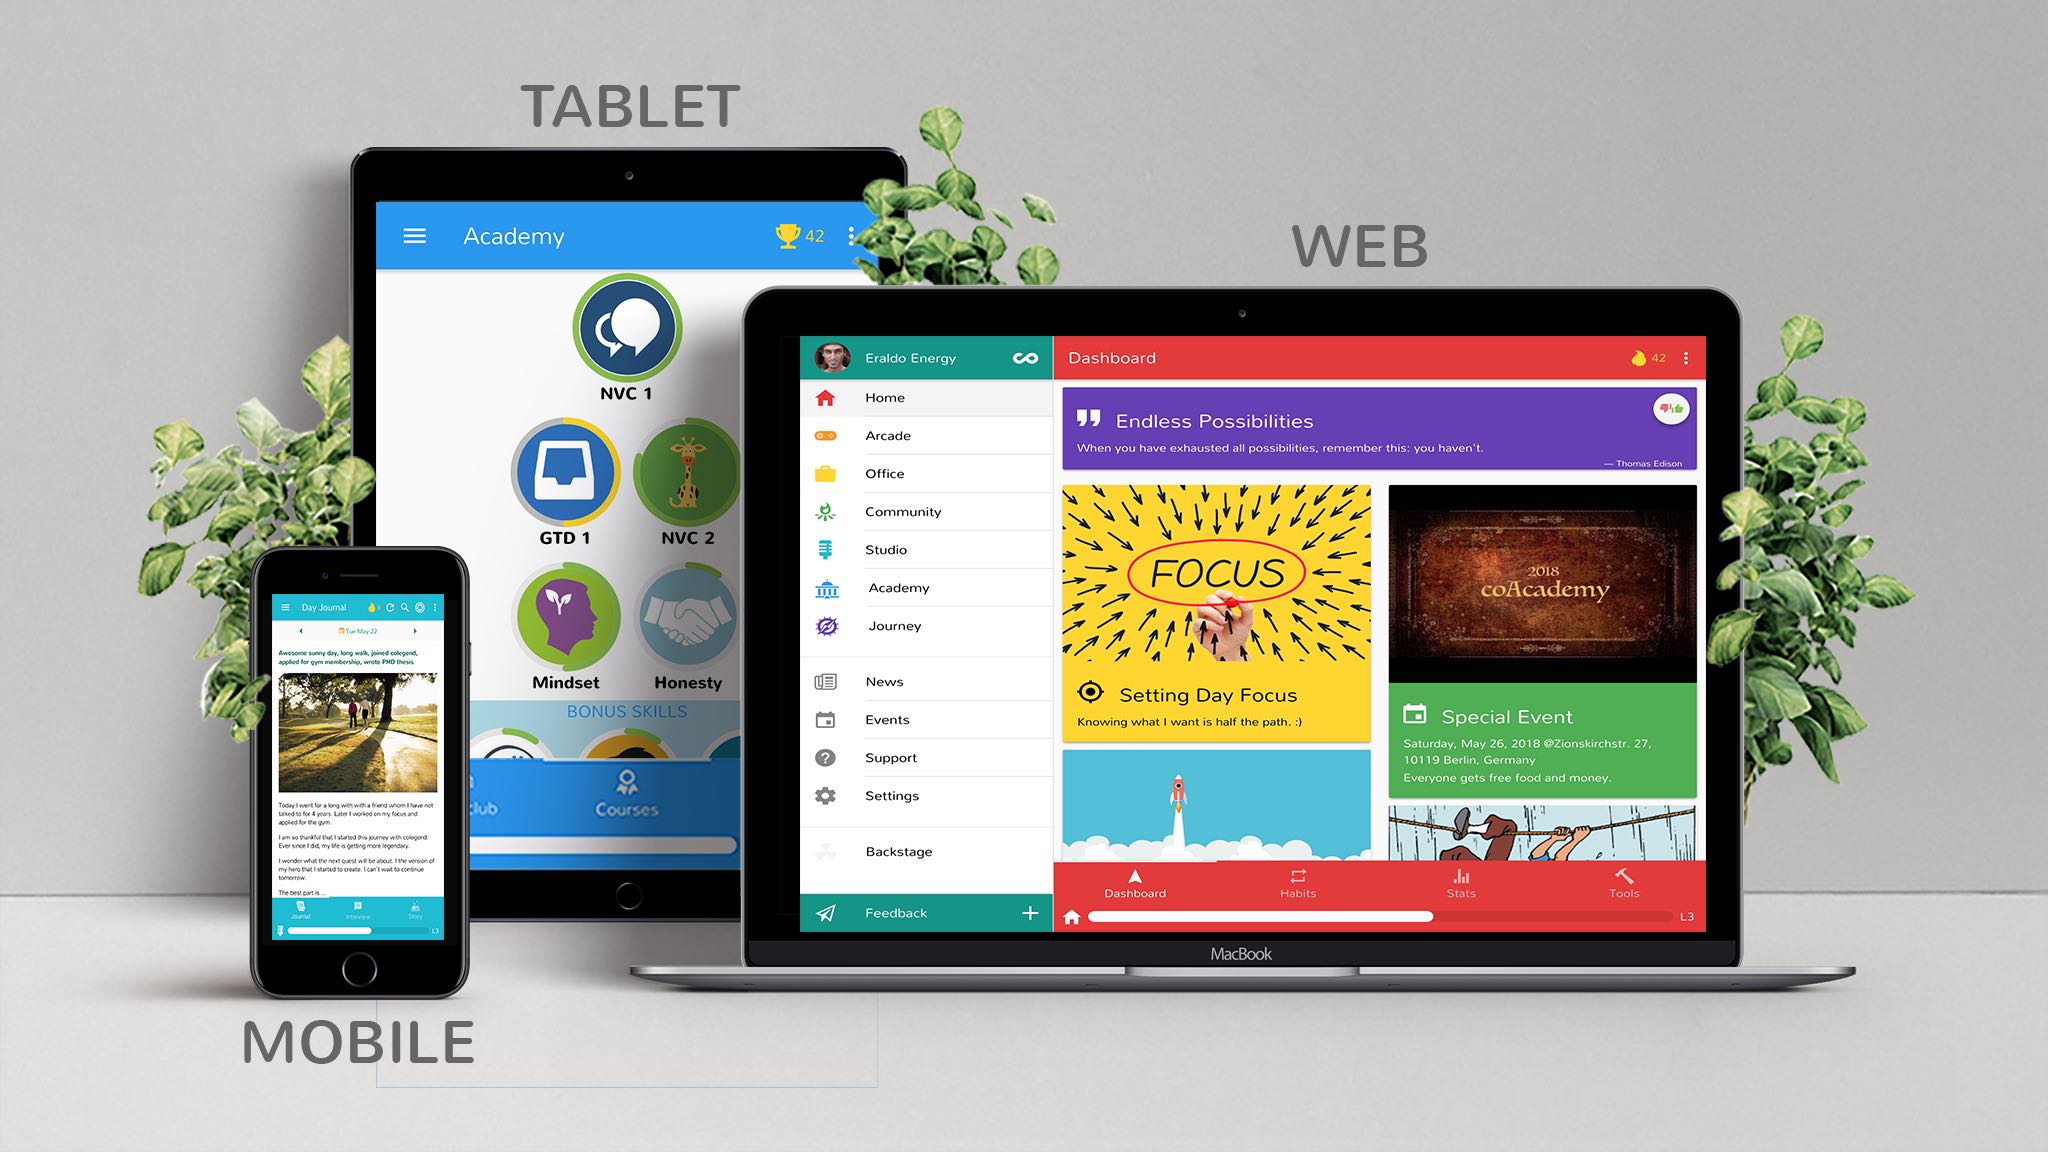 TABLET
Academy
42
NVC 1
GTD 1
NVC 2
Mindset
Honesty
BONUS SKILLS
Courses
WEB
Eraldo Energy
Home
Arcade
Office
Community
Studio
Academy
Journey
News
Events
Support
Settings
Backstage
Feedback
Dashboard
42
Endless Possibilities
When you have exhausted all possibilities, remember this: you haven't.
— Thomas Edison
FOCUS
Setting Day Focus
Knowing what I want is half the path. :)
2018
coAcademy
Special Event
Saturday, May 26, 2018 @Zionskirchstr. 27,
10119 Berlin, Germany
Everyone gets free food and money.
Dashboard
Habits
Stats
Tools
L3
MacBook
Day Journal
Tue May 22
Awesome sunny day, long walk, joined colegend,
applied for gym membership, wrote PHD thesis
Today I went for a long with with a friend whom I have not
talked to for 4 years. Later I worked on my focus and
applied for the gym.
I am so thankful that I started this journey with colegend.
Ever since I did, my life is getting more legendary.
I wonder what the next quest will be about. I the version of
my hero that I started to create. I can't wait to continue
tomorrow.
The best part is ...
Journal
Interview
Story
L3
MOBILE